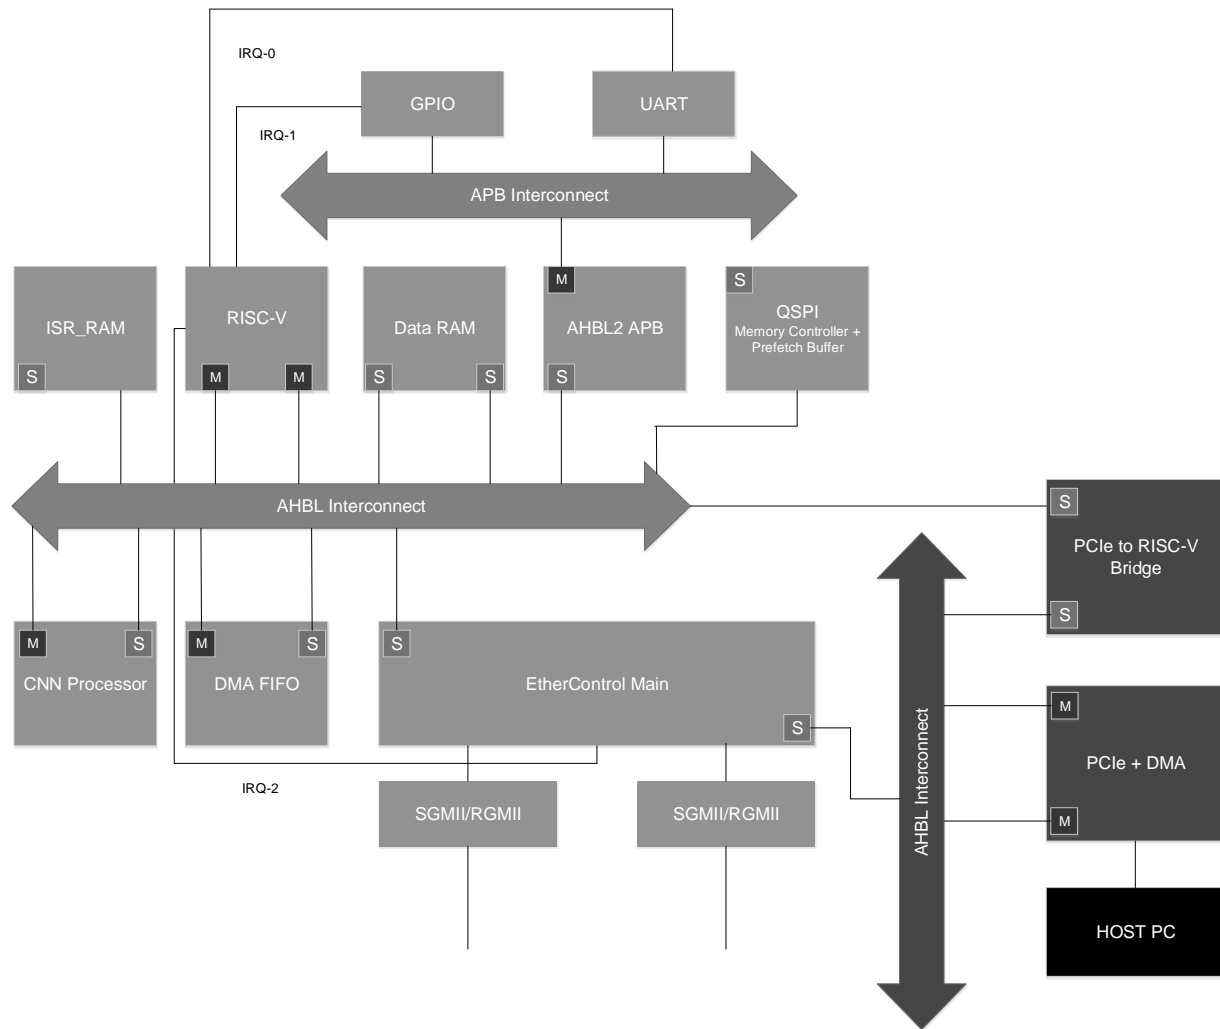 IRQ-0
GPIO
UART
IRQ-1
APB Interconnect
M
S
ISR_RAM
RISC-V
Data RAM
AHBL2 APB
QSPI
Memory Controller +
Prefetch Buffer
S
M
M
S
S
S
AHBL Interconnect
S
PCIe to RISC-V
Bridge
S
M
S
M
S
S
CNN Processor
DMA FIFO
EtherControl Main
S
M
PCIe + DMA
M
AHBL Interconnect
IRQ-2
SGMII/RGMII
SGMII/RGMII
HOST PC